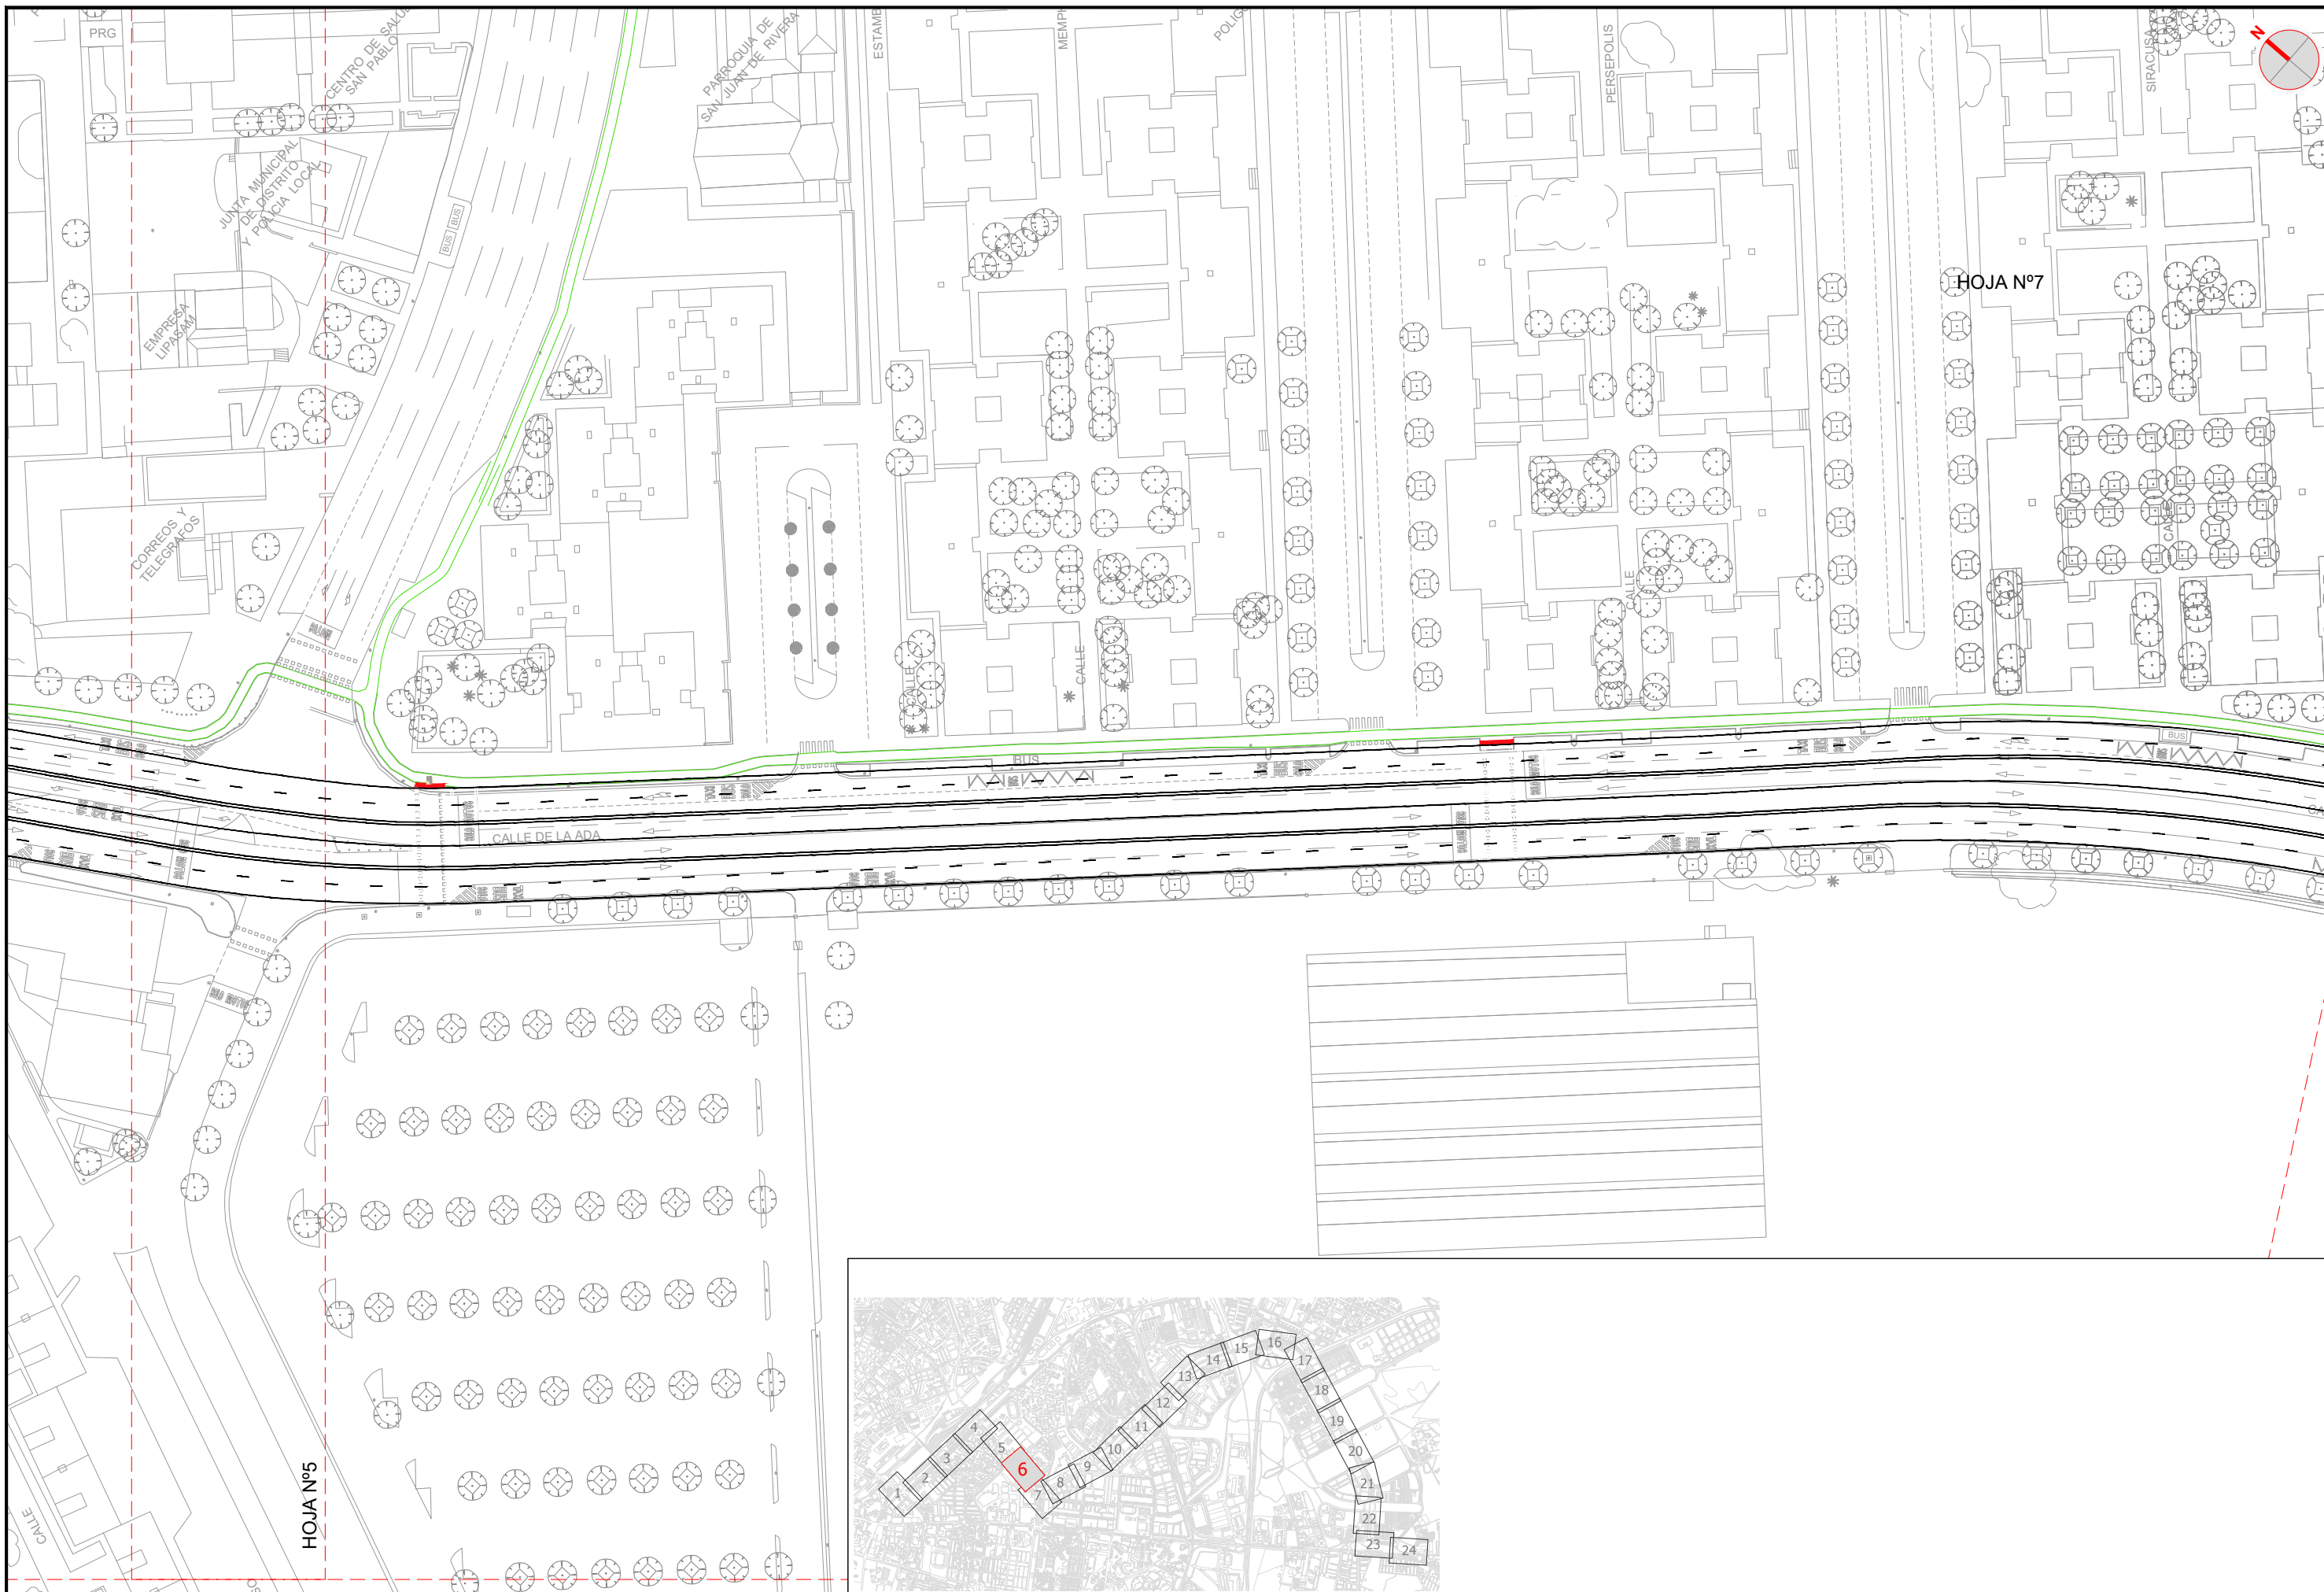 PRG
CENTRO DE SALUD
SAN PABLO
PARROQUIA DE
SAN JUAN DE RIVERA
ESTAMB
MEMPH
POLIG
PERSEPOLIS
SIRACUSA
N
JUNTA MUNICIPAL
DE DISTRITO
Y POLICIA LOCAL
BUS
BUS
HOJA Nº7
EMPRESA
LIPASAM
CORREOS Y
TELEGRAFOS
CALLE
CALLE
CALLE
CALLE
BUS
BUS
CALLE DE LA ADA
HOJA Nº5
CALLE
1
2
3
4
5
6
7
8
9
10
11
12
13
14
15
16
17
18
19
20
21
22
23
24